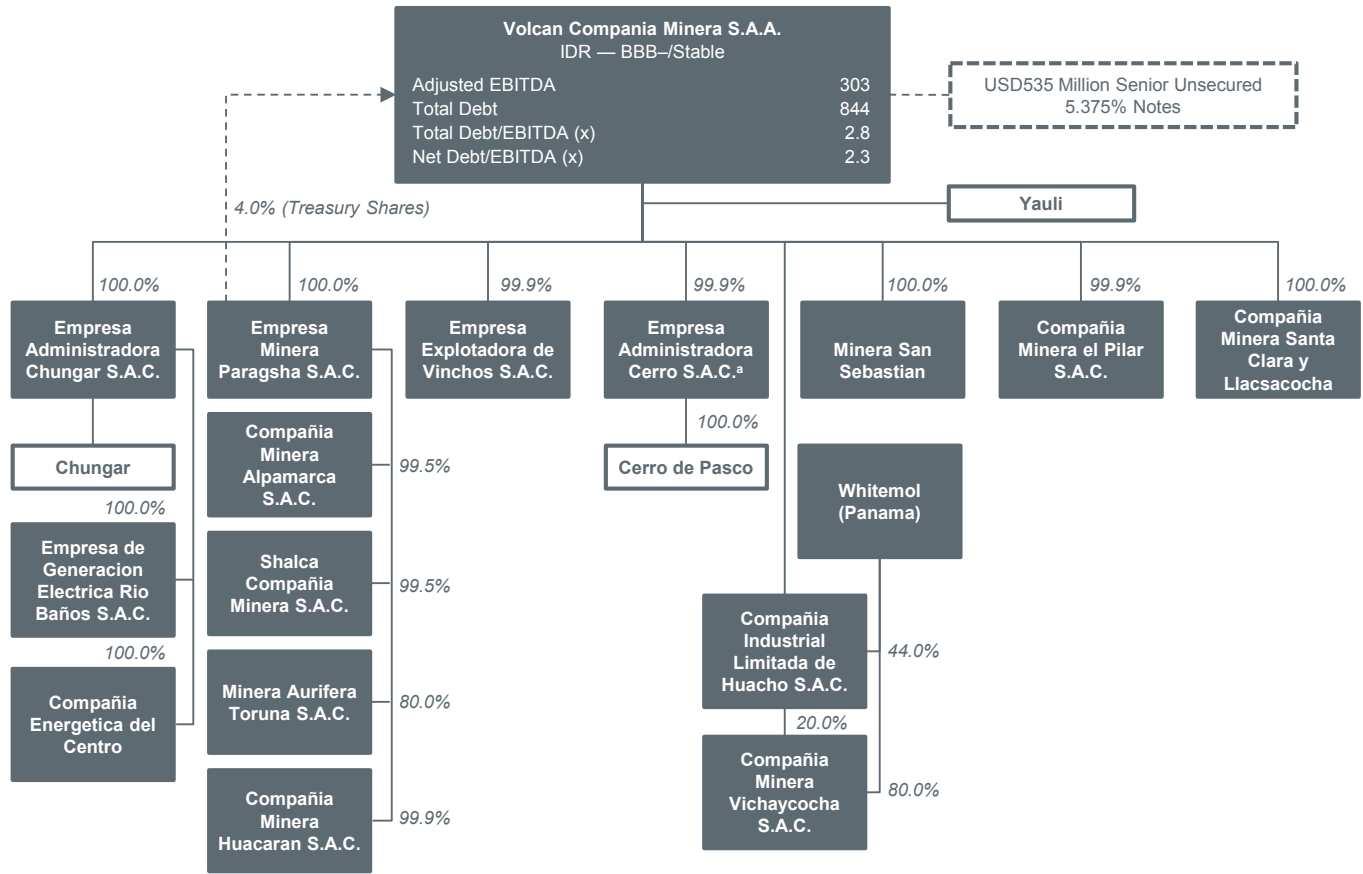 Volcan Compania Minera S.A.A.
IDR — BBB–/Stable
Adjusted EBITDA 303
Total Debt 844
Total Debt/EBITDA (x) 2.8
Net Debt/EBITDA (x) 2.3
USD535 Million Senior Unsecured
5.375% Notes
4.0% (Treasury Shares)
Yauli
100.0%
100.0%
99.9%
99.9%
100.0%
99.9%
100.0%
Empresa
Administradora
Chungar S.A.C.
Empresa
Minera
Paragsha S.A.C.
Empresa
Explotadora de
Vinchos S.A.C.
Empresa
Administradora
Cerro S.A.C.ª
Minera San
Sebastian
Compañia
Minera el Pilar
S.A.C.
Compañia
Minera Santa
Clara y
Llacsacocha
Chungar
100.0%
Empresa de
Generacion
Electrica Rio
Baños S.A.C.
100.0%
Compañia
Energetica del
Centro
Compañia
Minera
Alpamarca
S.A.C.
99.5%
Shalca
Compañia
Minera S.A.C.
99.5%
Minera Aurifera
Toruna S.A.C.
80.0%
Compañia
Minera
Huacaran S.A.C.
99.9%
100.0%
Cerro de Pasco
Whitemol
(Panama)
Compañia
Industrial
Limitada de
Huacho S.A.C.
44.0%
20.0%
Compañia
Minera
Vichaycocha
S.A.C.
80.0%